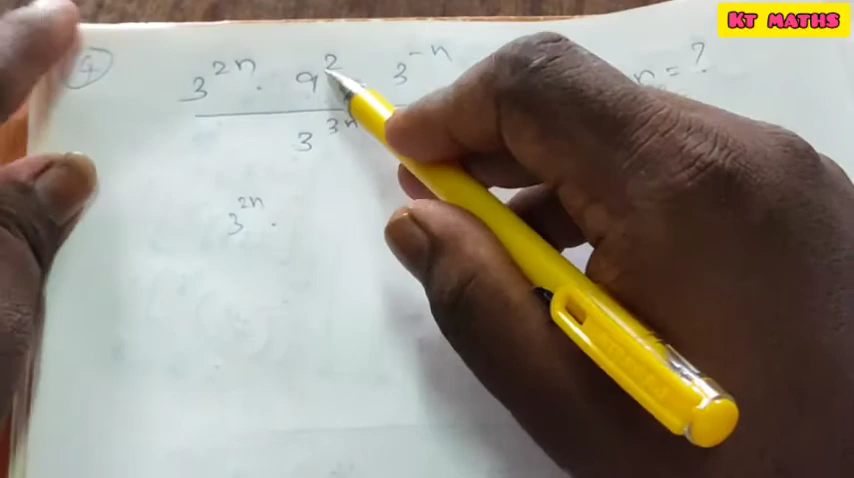 KT MATHS
④ 3^{2n} . 9^2 3^{-n} n = ?
3^{3n}
3^{2n} .